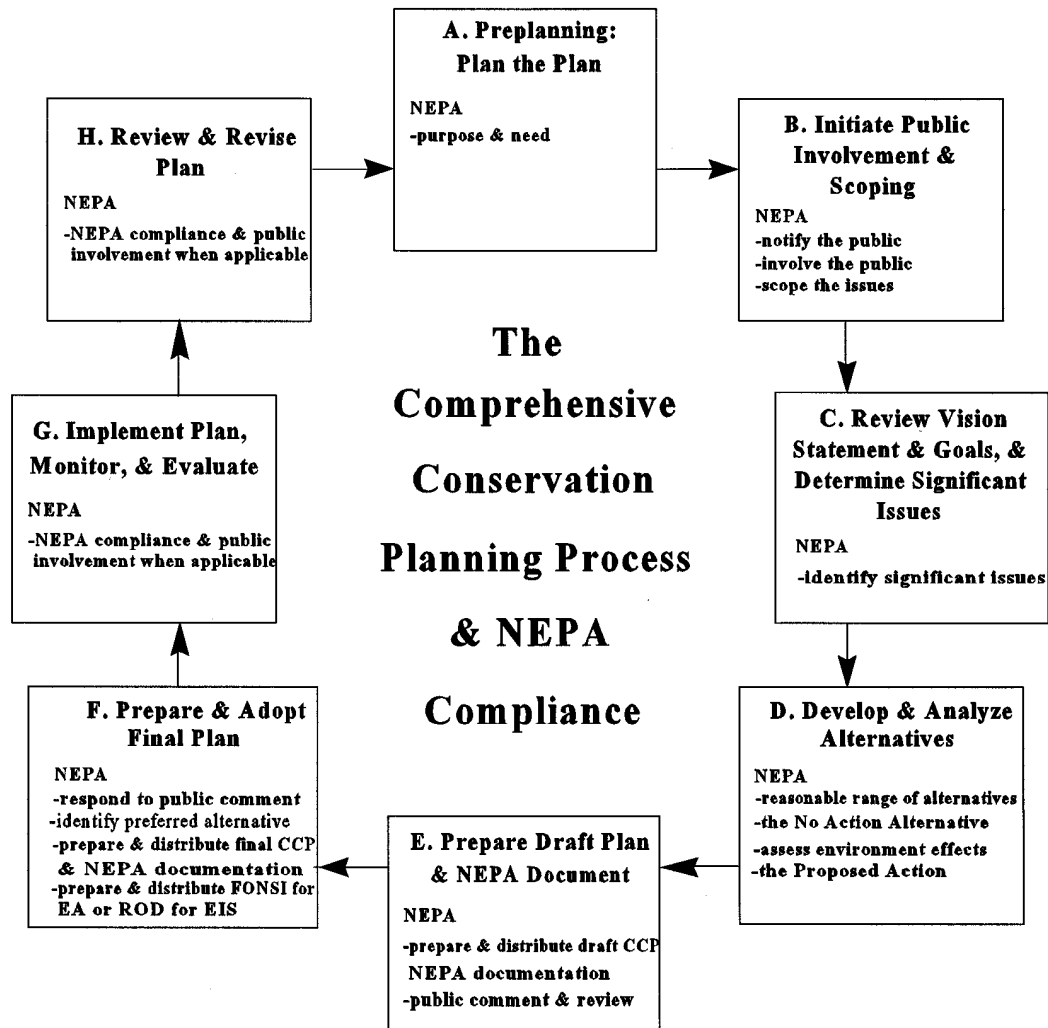 A. Preplanning:
Plan the Plan
NEPA
-purpose & need
B. Initiate Public
Involvement &
Scoping
NEPA
-notify the public
-involve the public
-scope the issues
C. Review Vision
Statement & Goals, &
Determine Significant
Issues
NEPA
-identify significant issues
D. Develop & Analyze
Alternatives
NEPA
-reasonable range of alternatives
-the No Action Alternative
-assess environment effects
-the Proposed Action
E. Prepare Draft Plan
& NEPA Document
NEPA
-prepare & distribute draft CCP
NEPA documentation
-public comment & review
F. Prepare & Adopt
Final Plan
NEPA
-respond to public comment
-identify preferred alternative
-prepare & distribute final CCP
& NEPA documentation
-prepare & distribute FONSI for
EA or ROD for EIS
G. Implement Plan,
Monitor, & Evaluate
NEPA
-NEPA compliance & public
involvement when applicable
H. Review & Revise
Plan
NEPA
-NEPA compliance & public
involvement when applicable
The
Comprehensive
Conservation
Planning Process
& NEPA
Compliance